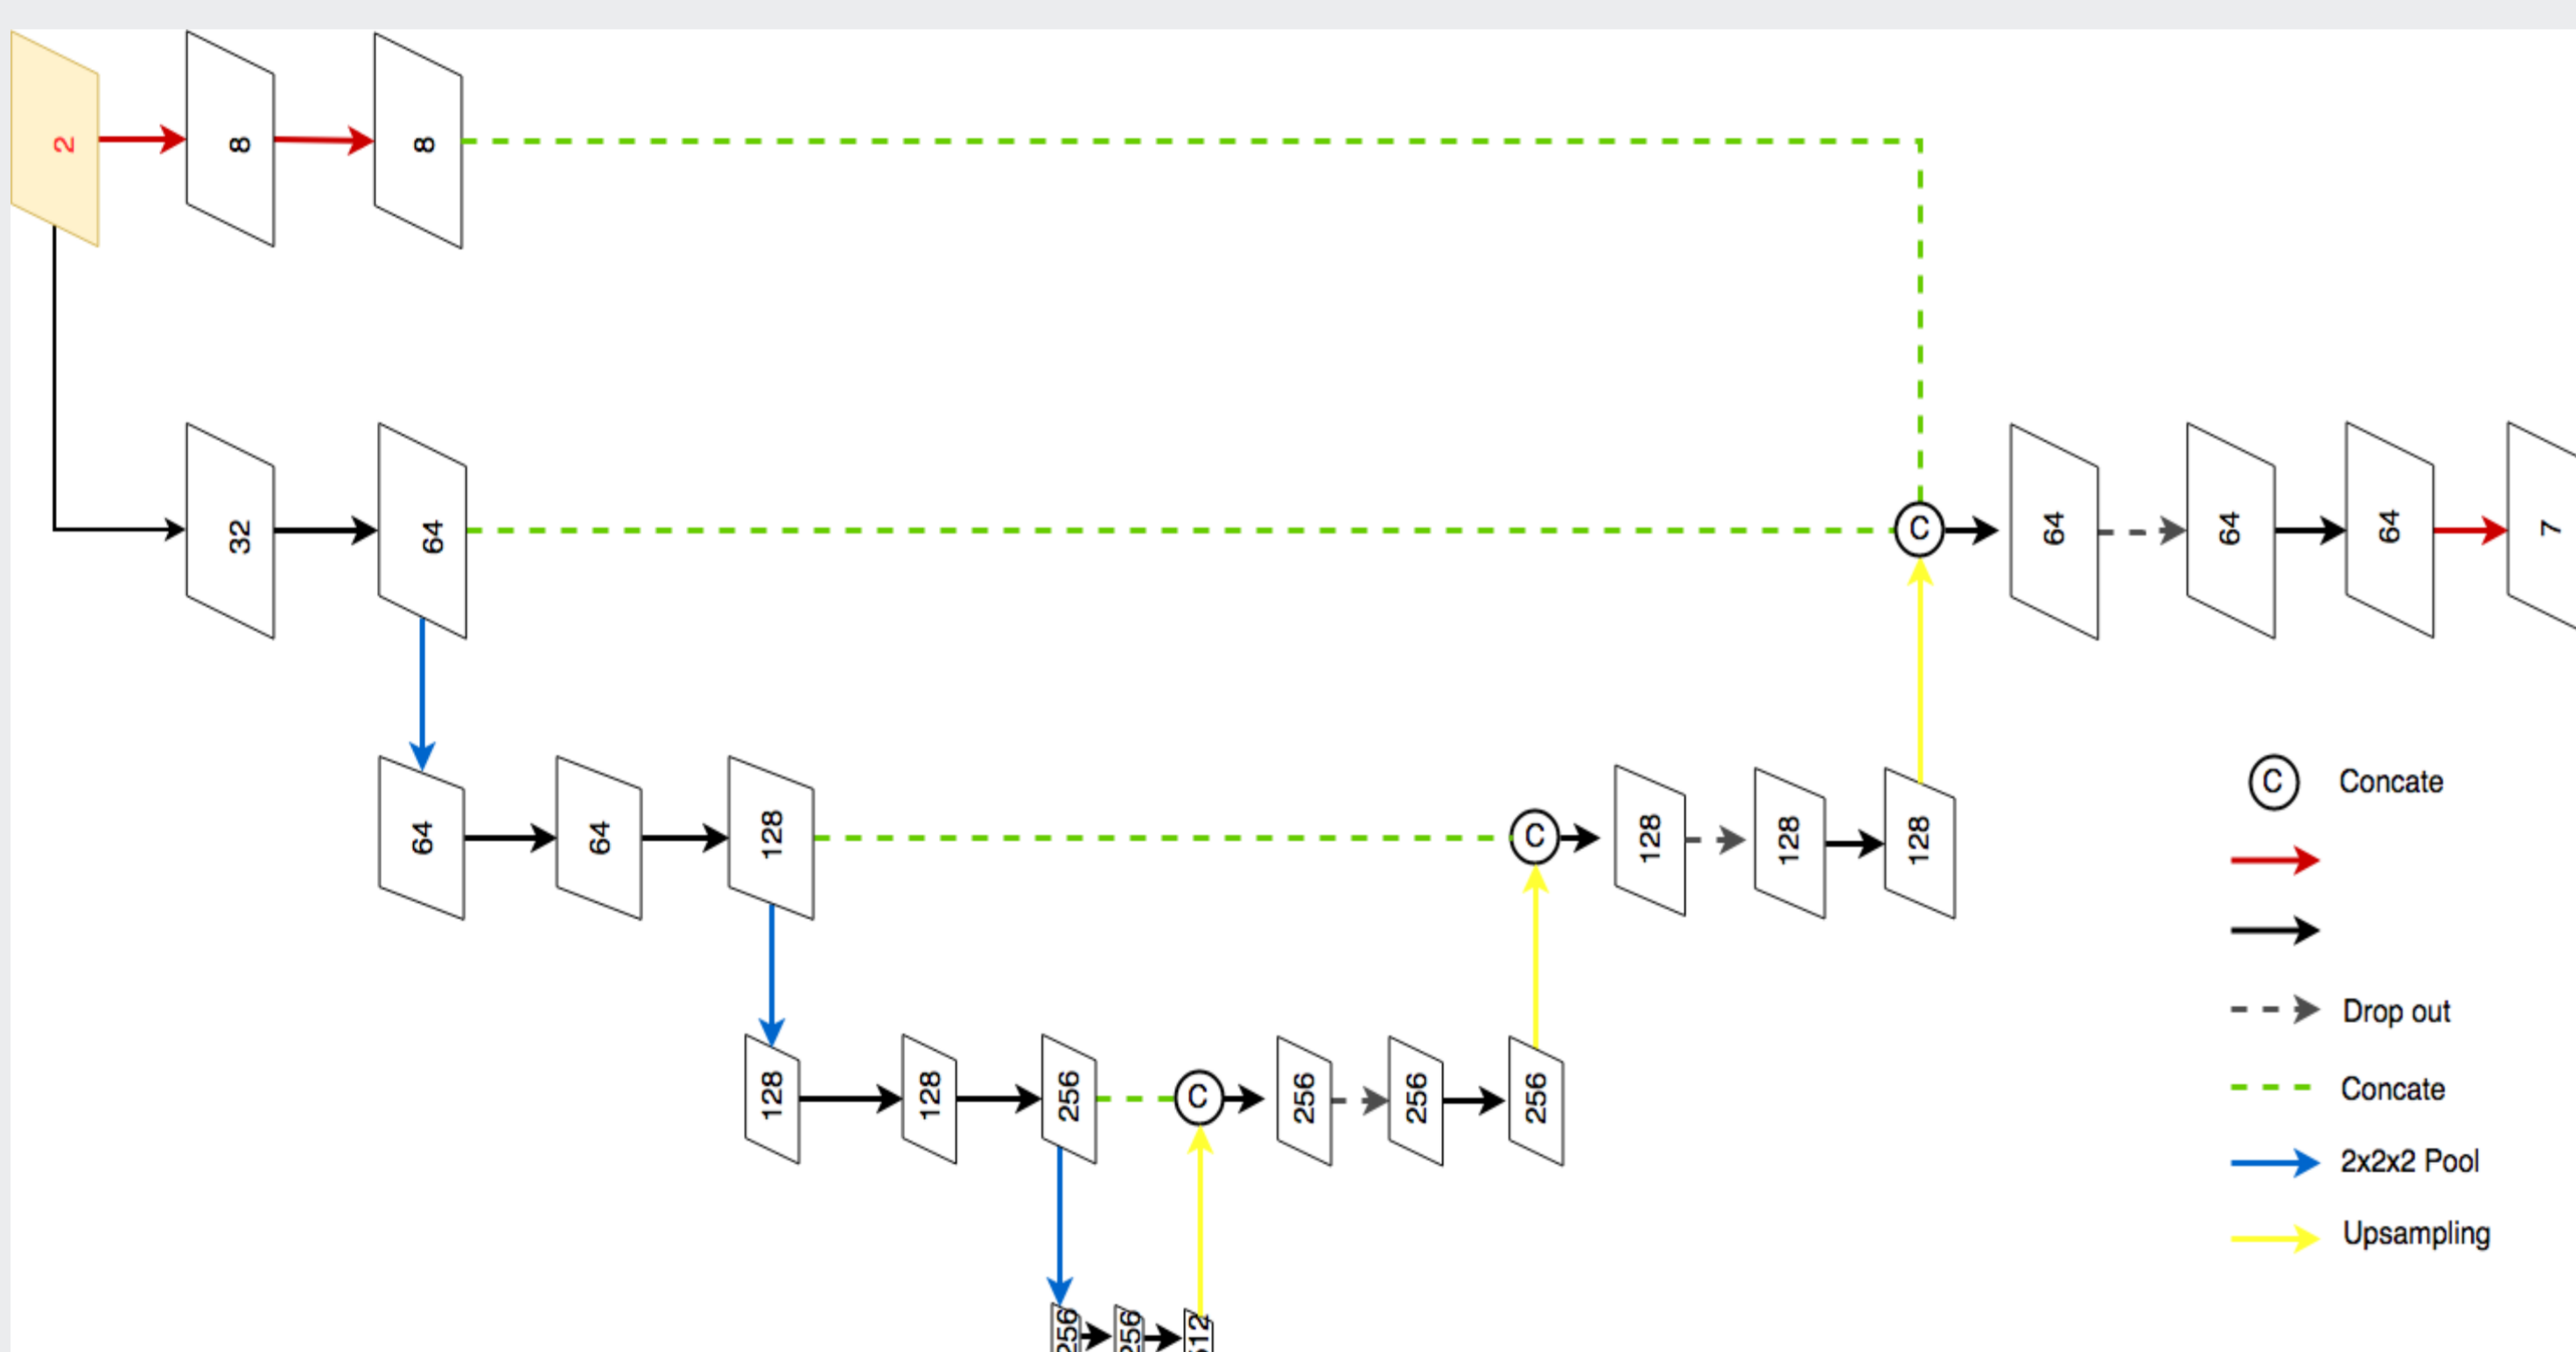 2 8 8
32 64 C 64 64 64 7
64 64 128 C 128 128 128
128 128 256 C 256 256 256
256 256
C Concate
Drop out
Concate
2x2x2 Pool
Upsampling